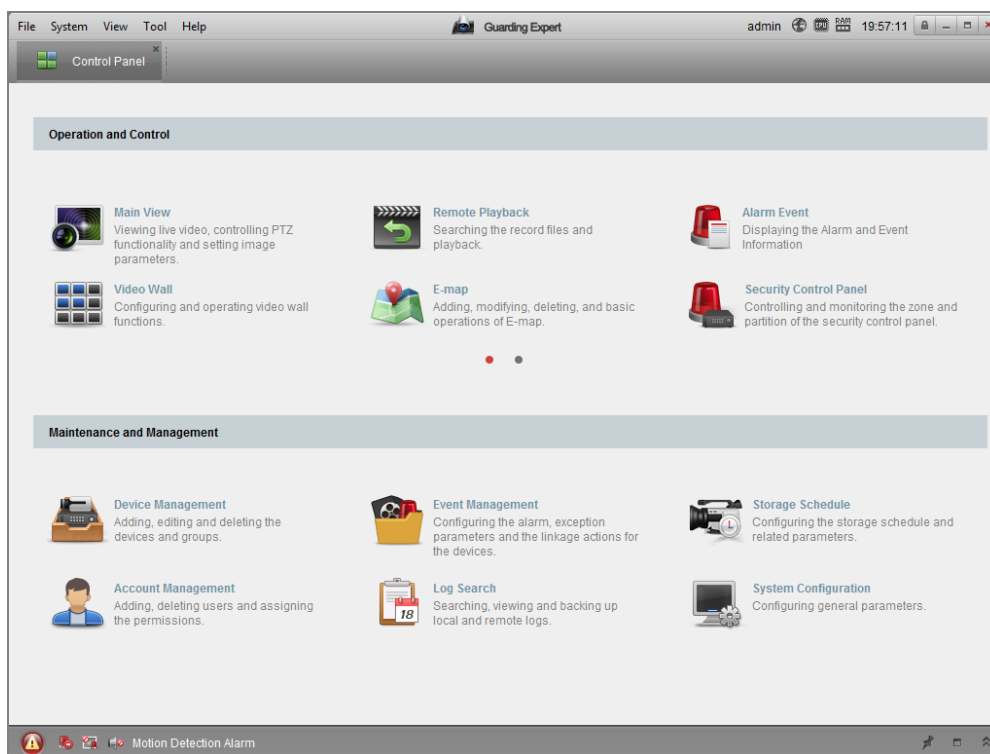 File System View Tool Help Guarding Expert admin CPU RAM 19:57:11
Control Panel
Operation and Control
Main View
Viewing live video, controlling PTZ
functionality and setting image
parameters.
Remote Playback
Searching the record files and
playback.
Alarm Event
Displaying the Alarm and Event
Information
Video Wall
Configuring and operating video wall
functions.
E-map
Adding, modifying, deleting, and basic
operations of E-map.
Security Control Panel
Controlling and monitoring the zone and
partition of the security control panel.
Maintenance and Management
Device Management
Adding, editing and deleting the
devices and groups.
Event Management
Configuring the alarm, exception
parameters and the linkage actions for
the devices.
Storage Schedule
Configuring the storage schedule and
related parameters.
Account Management
Adding, deleting users and assigning
the permissions.
Log Search
Searching, viewing and backing up
local and remote logs.
18
System Configuration
Configuring general parameters.
Motion Detection Alarm